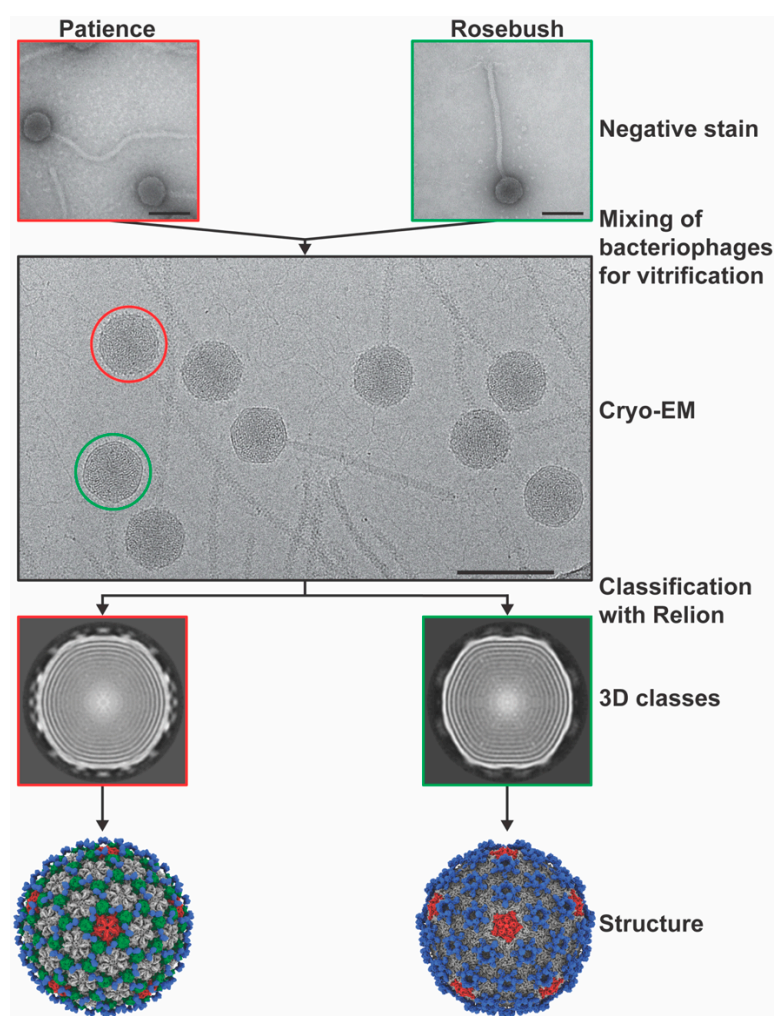 Patience
Rosebush
Negative stain
Mixing of
bacteriophages
for vitrification
Cryo-EM
Classification
with Relion
3D classes
Structure